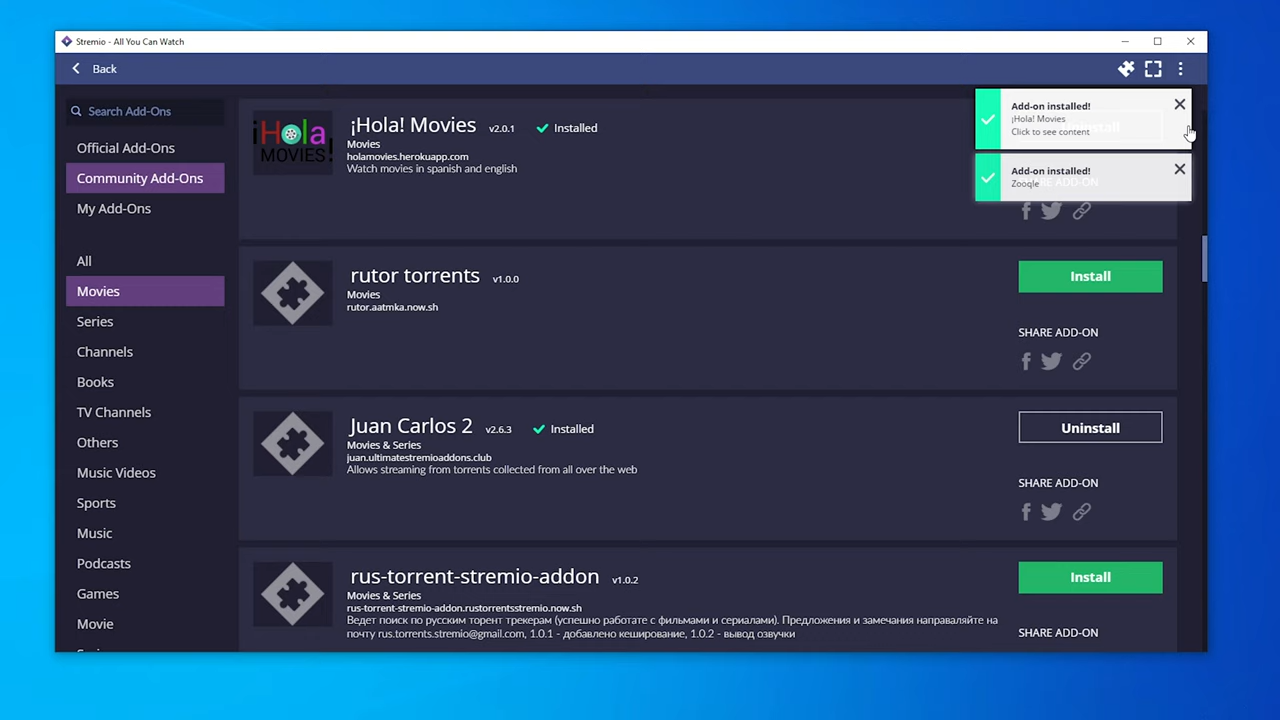 Stremio - All You Can Watch
Back
Search Add-Ons
Official Add-Ons
Community Add-Ons
My Add-Ons
All
Movies
Series
Channels
Books
TV Channels
Others
Music Videos
Sports
Music
Podcasts
Games
Movie
¡Hola MOVIES!
¡Hola! Movies v2.0.1 Installed
Movies
holamovies.herokuapp.com
Watch movies in spanish and english
Add-on installed!
¡Hola! Movies
Click to see content
Add-on installed!
Zooqle
SHARE ADD-ON
rutor torrents v1.0.0
Movies
rutor.aatmka.now.sh
Install
SHARE ADD-ON
Juan Carlos 2 v2.6.3 Installed
Movies & Series
juan.ultimatestremioaddons.club
Allows streaming from torrents collected from all over the web
Uninstall
SHARE ADD-ON
rus-torrent-stremio-addon v1.0.2
Movies & Series
rus-torrent-stremio-addon.rustorrentsstremio.now.sh
Ведет поиск по русским торент трекерам (успешно работате с фильмами и сериалами). Предложения и замечания направаляйте на
почту rus.torrents.stremio@gmail.com, 1.0.1 - добавлено кеширование, 1.0.2 - вывод озвучки
Install
SHARE ADD-ON